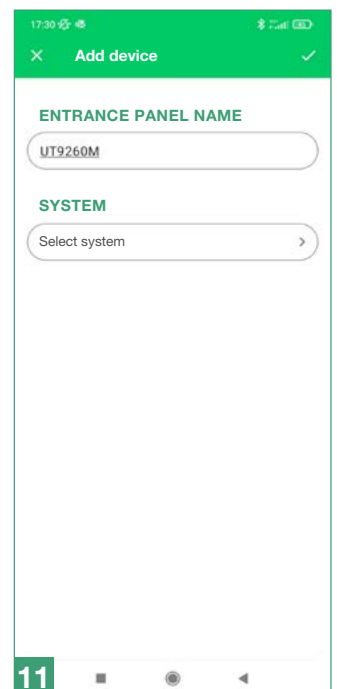 17:30
Add device
ENTRANCE PANEL NAME
UT9260M
SYSTEM
Select system
11